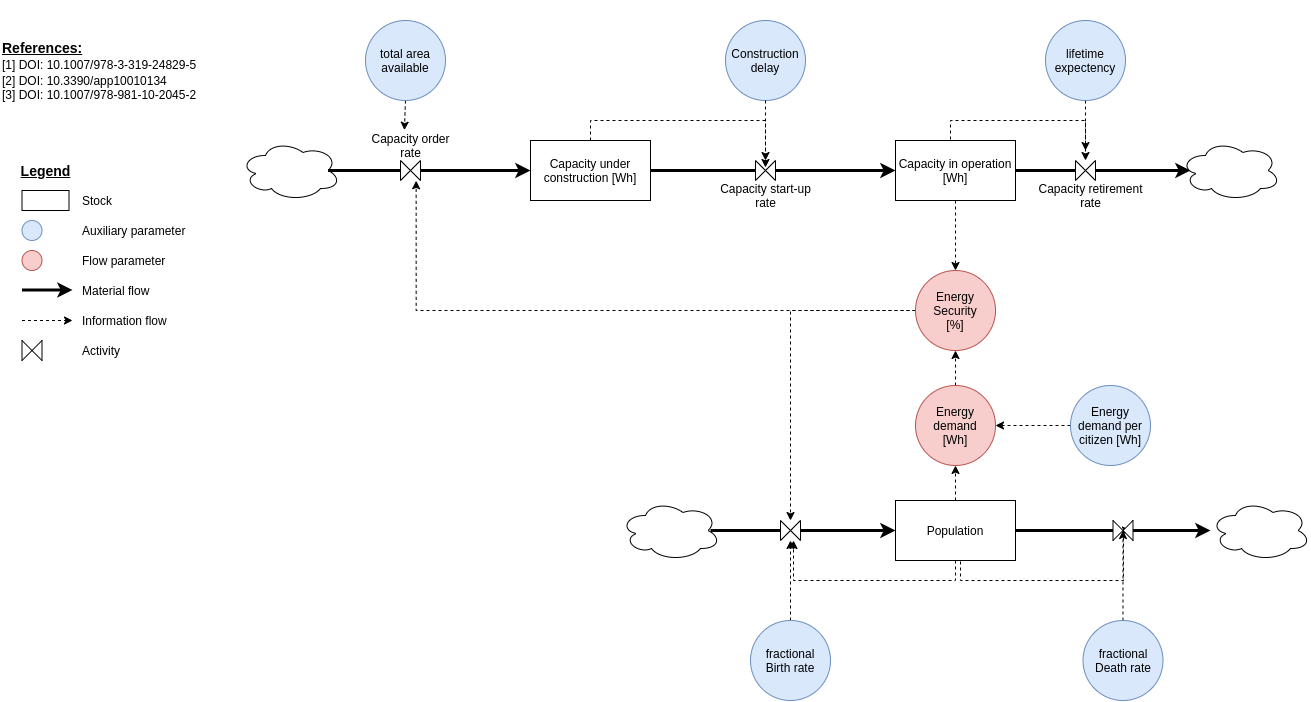 References:
[1] DOI: 10.1007/978-3-319-24829-5
[2] DOI: 10.3390/app10010134
[3] DOI: 10.1007/978-981-10-2045-2
Legend
Stock
Auxiliary parameter
Flow parameter
Material flow
Information flow
Activity
total area
available
Construction
delay
lifetime
expectency
Capacity order
rate
Capacity under
construction [Wh]
Capacity start-up
rate
Capacity in operation
[Wh]
Capacity retirement
rate
Energy
Security
[%]
Energy
demand
[Wh]
Energy
demand per
citizen [Wh]
Population
fractional
Birth rate
fractional
Death rate